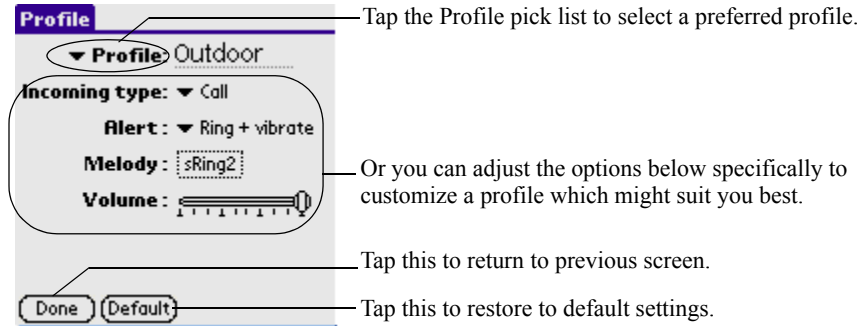 Profile
Tap the Profile pick list to select a preferred profile.
Profile: Outdoor
Incoming type: Call
Alert: Ring + vibrate
Melody: sRing2
Or you can adjust the options below specifically to
customize a profile which might suit you best.
Volume:
Tap this to return to previous screen.
Done Default
Tap this to restore to default settings.